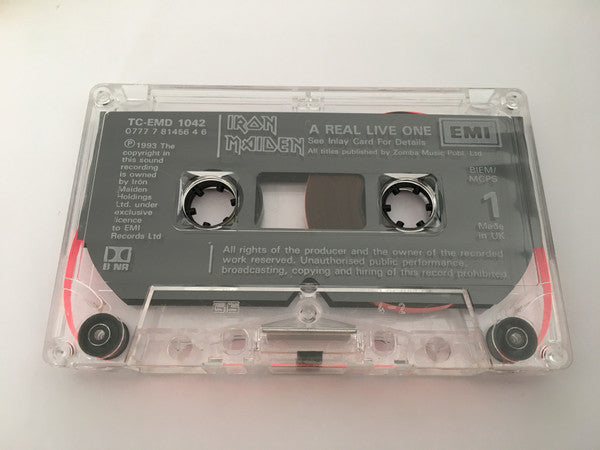 TC-EMD 1042
0777 7 81456 4 6
IRON
MAIDEN
A REAL LIVE ONE
See Inlay Card For Details
All titles published by Zomba Music Publ. Ltd
EMI
Ⓟ1993 The
copyright in
this sound
recording
is owned
by Iron
Maiden
Holdings
Ltd. under
exclusive
licence
to EMI
Records Ltd
BIEM/
MCPS
1
Made
in UK
B NR
All rights of the producer and the owner of the recorded
work reserved. Unauthorised public performance,
broadcasting, copying and hiring of this record prohibited.